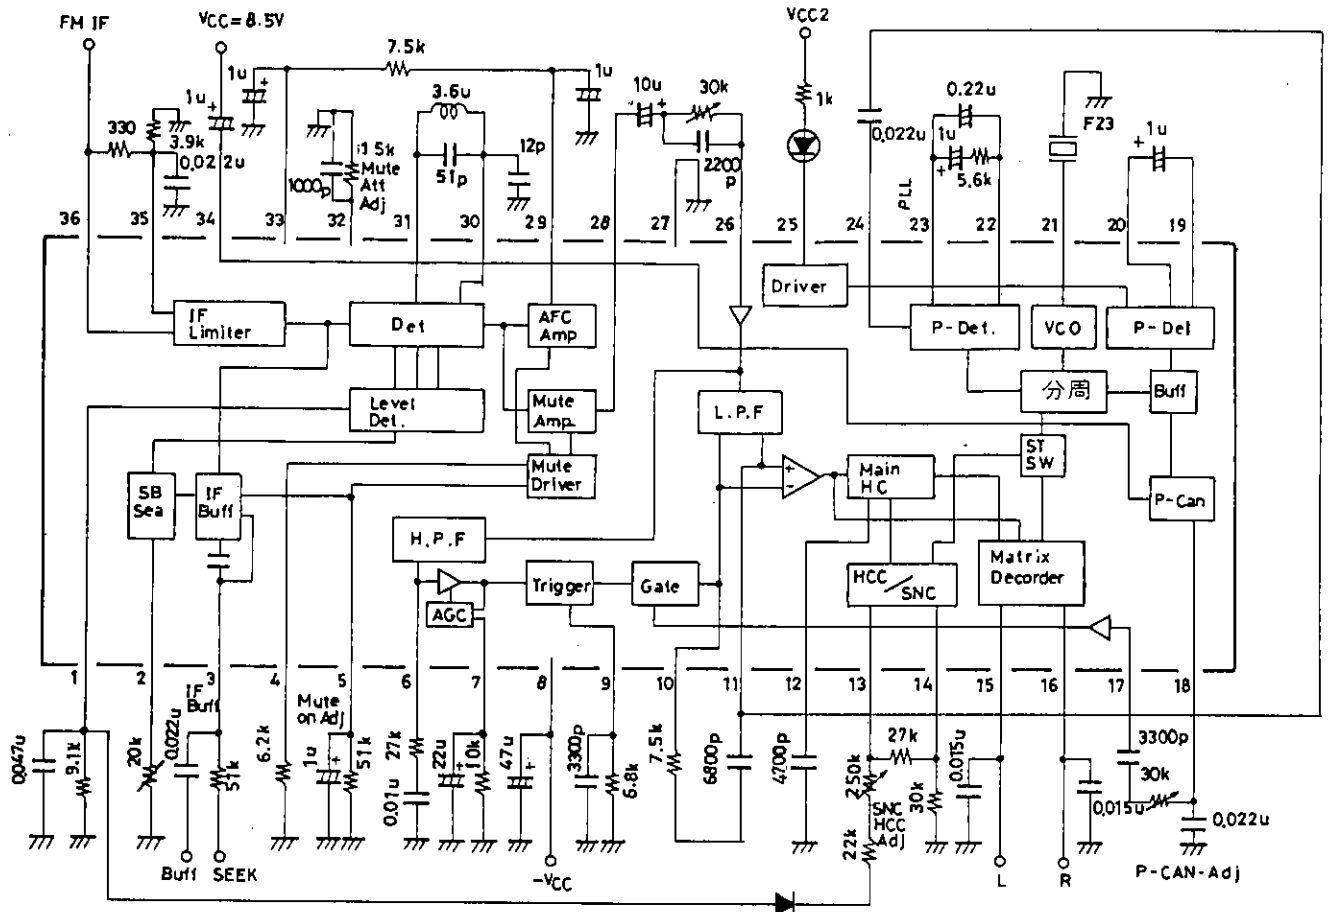 FM IF
VCC=8.5V
VCC2
7.5k
1u
1u
1u
3.6u
10u
30k
1k
0.22u
F23
330
3.9k
0.022u
1.5k
Mute
Att
Adj
1000p
51p
12p
2200
p
0.022u
1u
5.6k
1u
PLL
36
35
34
33
32
31
30
29
28
27
26
25
24
23
22
21
20
19
Driver
IF
Limiter
Det
AFC
Amp
P-Det.
VCO
P-Det
Level
Det.
Mute
Amp
L.P.F
分周
Buff
SB
Sea
IF
Buff
Mute
Driver
Main
HC
ST
SW
P-Can
H.P.F
AGC
Trigger
Gate
HCC
/SNC
Matrix
Decorder
1
2
3
4
5
6
7
8
9
10
11
12
13
14
15
16
17
18
IF
Buff
Mute
on Adj
0.047u
9.1k
20k
0.022u
51k
6.2k
1u
51k
27k
0.01u
22u
10k
47u
3300p
6.8k
7.5k
6800p
4700p
27k
250k
SNC
HCC
Adj
30k
22k
0.015u
0.015u
3300p
30k
0.022u
Buff
SEEK
-VCC
L
R
P-CAN-Adj